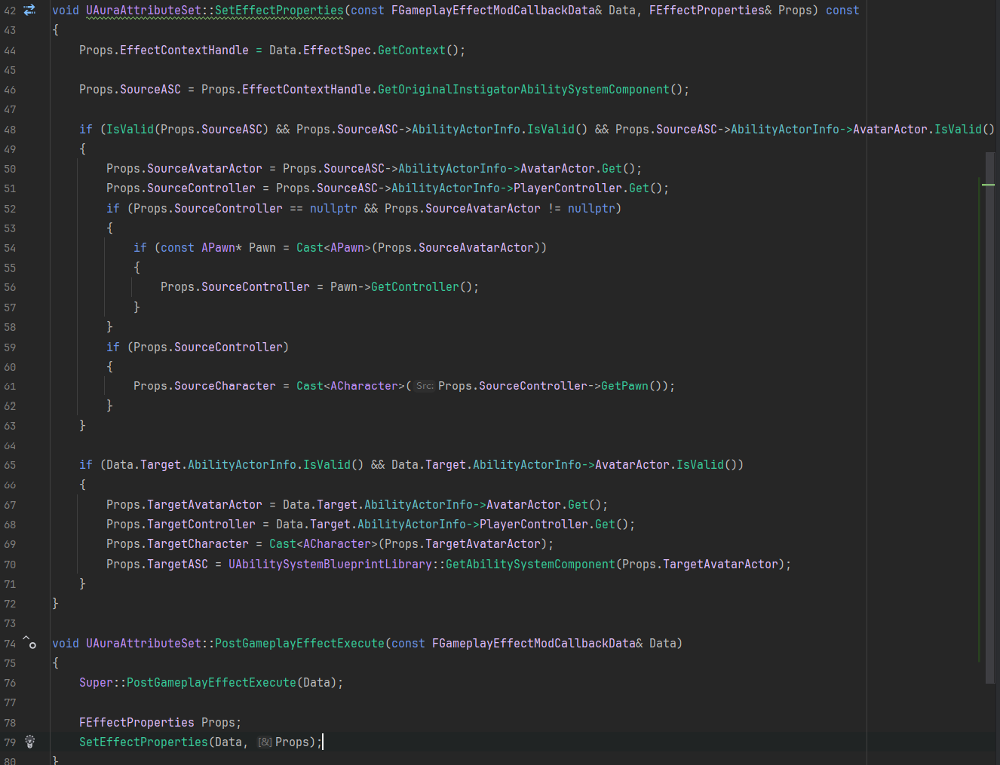 42 void UAuraAttributeSet::SetEffectProperties(const FGameplayEffectModCallbackData& Data, FEffectProperties& Props) const
43 {
44 Props.EffectContextHandle = Data.EffectSpec.GetContext();
45
46 Props.SourceASC = Props.EffectContextHandle.GetOriginalInstigatorAbilitySystemComponent();
47
48 if (IsValid(Props.SourceASC) && Props.SourceASC->AbilityActorInfo.IsValid() && Props.SourceASC->AbilityActorInfo->AvatarActor.IsValid()
49 {
50 Props.SourceAvatarActor = Props.SourceASC->AbilityActorInfo->AvatarActor.Get();
51 Props.SourceController = Props.SourceASC->AbilityActorInfo->PlayerController.Get();
52 if (Props.SourceController == nullptr && Props.SourceAvatarActor != nullptr)
53 {
54 if (const APawn* Pawn = Cast<APawn>(Props.SourceAvatarActor))
55 {
56 Props.SourceController = Pawn->GetController();
57 }
58 }
59 if (Props.SourceController)
60 {
61 Props.SourceCharacter = Cast<ACharacter>( Src: Props.SourceController->GetPawn());
62 }
63 }
64
65 if (Data.Target.AbilityActorInfo.IsValid() && Data.Target.AbilityActorInfo->AvatarActor.IsValid())
66 {
67 Props.TargetAvatarActor = Data.Target.AbilityActorInfo->AvatarActor.Get();
68 Props.TargetController = Data.Target.AbilityActorInfo->PlayerController.Get();
69 Props.TargetCharacter = Cast<ACharacter>(Props.TargetAvatarActor);
70 Props.TargetASC = UAbilitySystemBlueprintLibrary::GetAbilitySystemComponent(Props.TargetAvatarActor);
71 }
72 }
73
74 void UAuraAttributeSet::PostGameplayEffectExecute(const FGameplayEffectModCallbackData& Data)
75 {
76 Super::PostGameplayEffectExecute(Data);
77
78 FEffectProperties Props;
79 SetEffectProperties(Data, [&] Props);
80 }